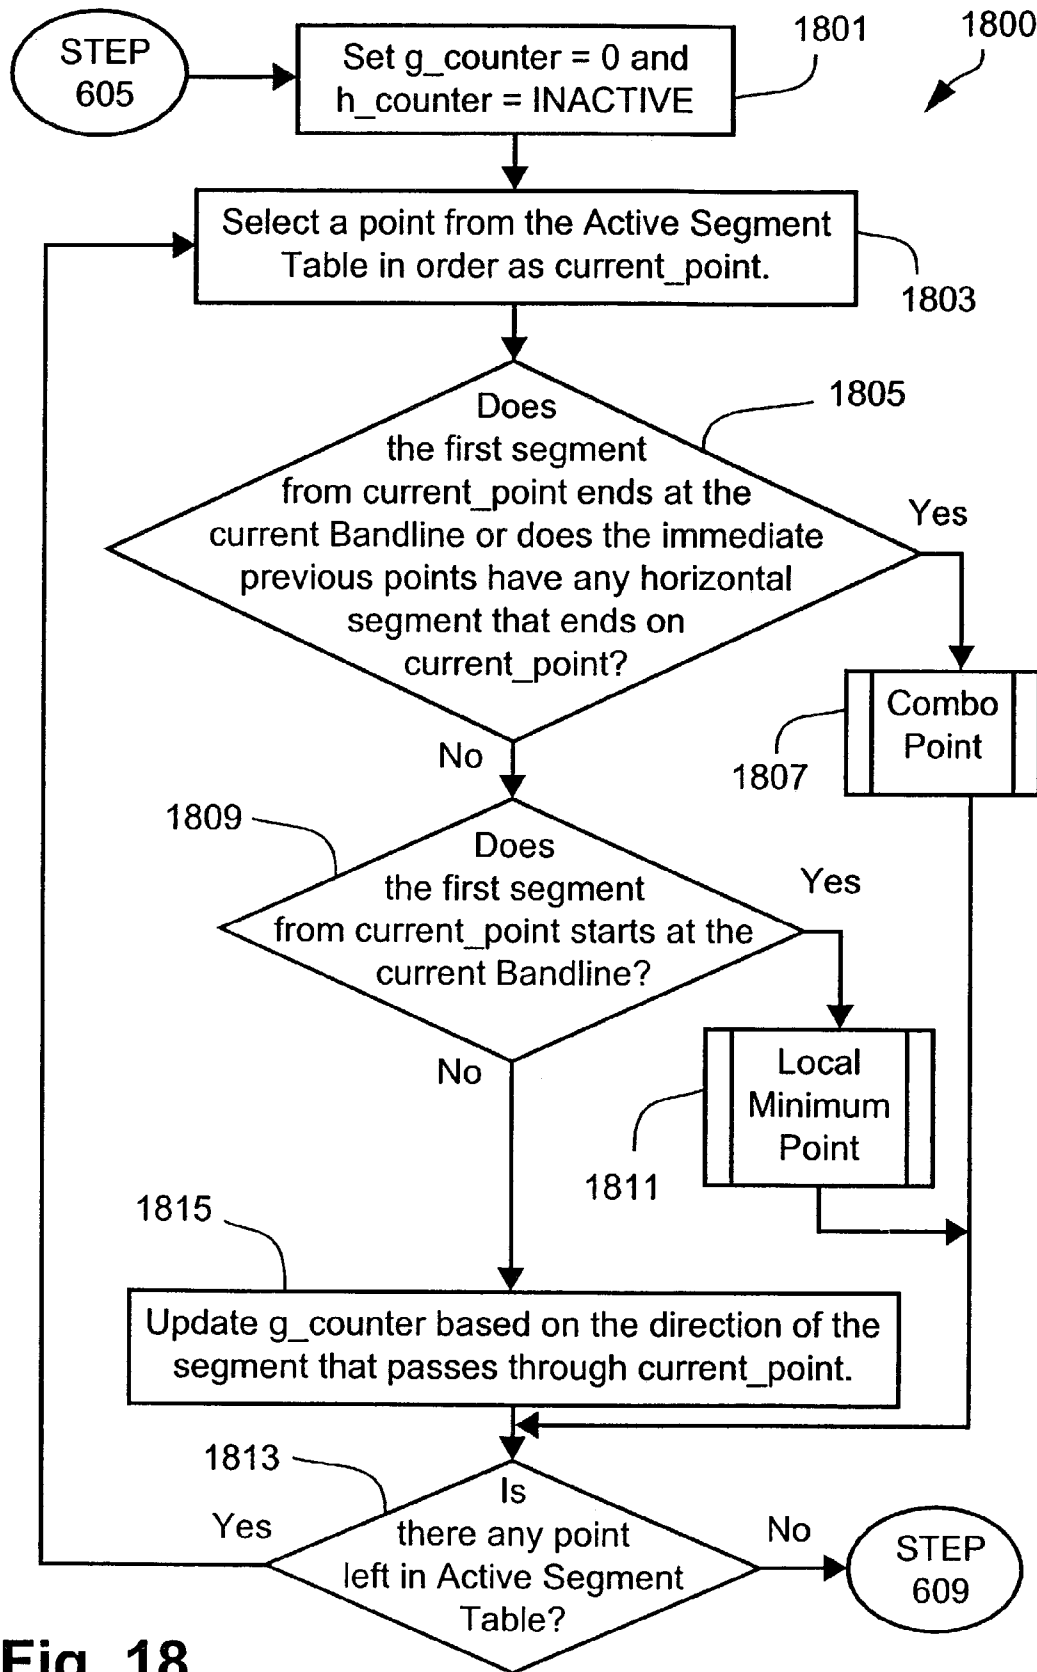 STEP
605
Set g_counter = 0 and
h_counter = INACTIVE
1801
1800
Select a point from the Active Segment
Table in order as current_point.
1803
Does
the first segment
from current_point ends at the
current Bandline or does the immediate
previous points have any horizontal
segment that ends on
current_point?
1805
Yes
Combo
Point
1807
No
1809
Does
the first segment
from current_point starts at the
current Bandline?
Yes
Local
Minimum
Point
1811
No
1815
Update g_counter based on the direction of the
segment that passes through current_point.
1813
Is
there any point
left in Active Segment
Table?
Yes
No
STEP
609
Fig. 18